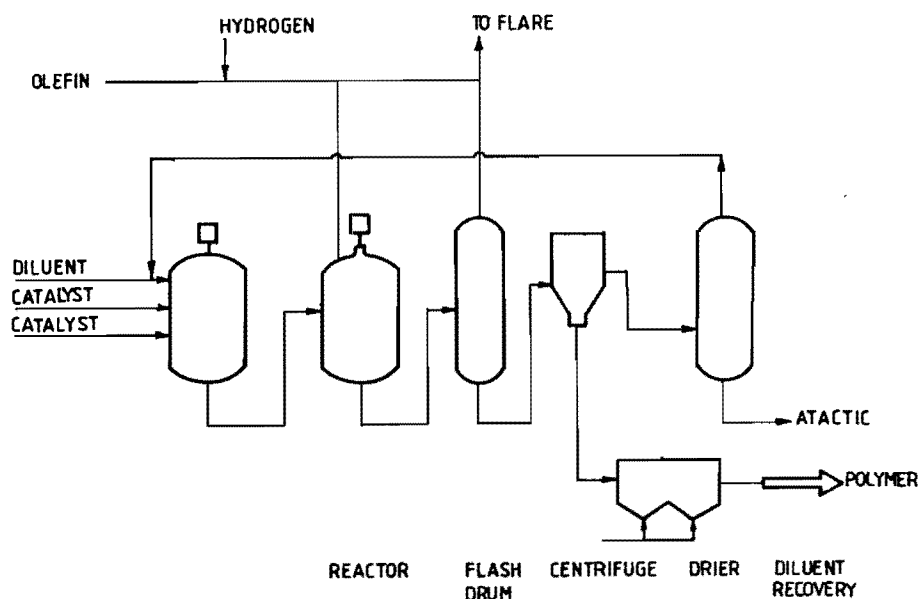 HYDROGEN
TO FLARE
OLEFIN
DILUENT
CATALYST
CATALYST
ATACTIC
POLYMER
REACTOR
FLASH
DRUM
CENTRIFUGE
DRIER
DILUENT
RECOVERY